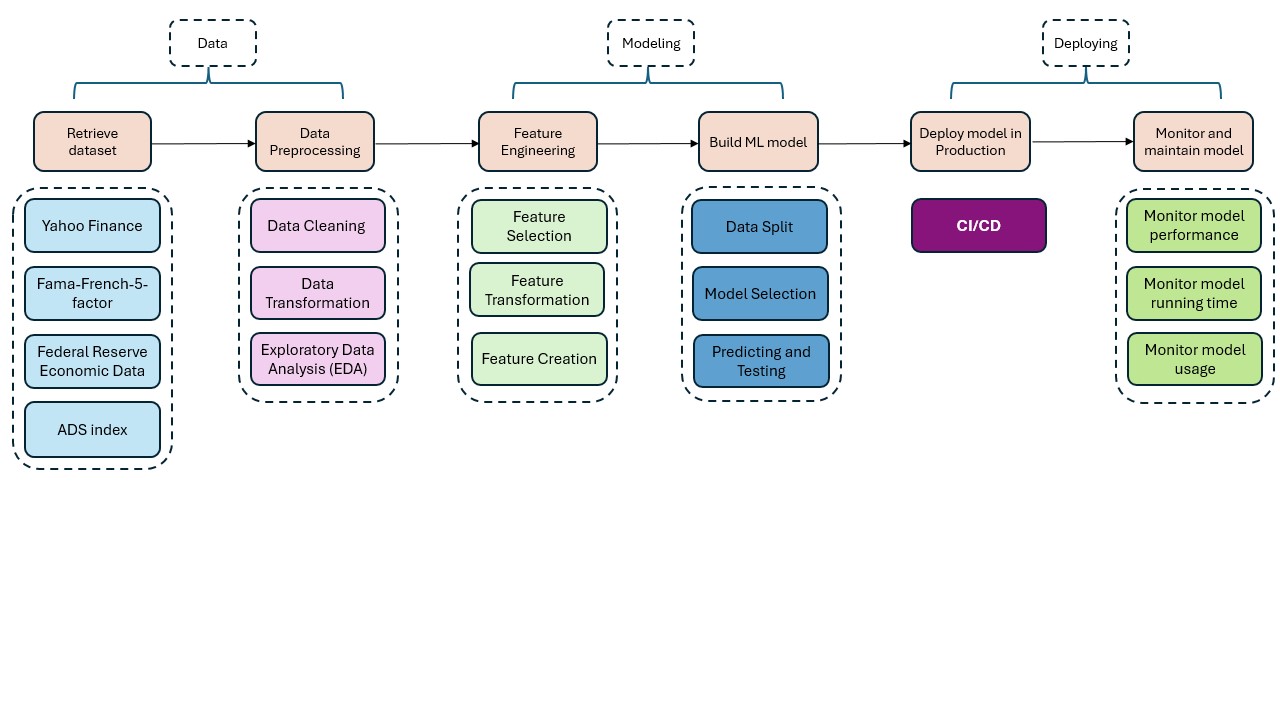 Data
Modeling
Deploying
Retrieve
dataset
Data
Preprocessing
Feature
Engineering
Build ML model
Deploy model in
Production
Monitor and
maintain model
Yahoo Finance
Fama-French-5-
factor
Federal Reserve
Economic Data
ADS index
Data Cleaning
Data
Transformation
Exploratory Data
Analysis (EDA)
Feature
Selection
Feature
Transformation
Feature Creation
Data Split
Model Selection
Predicting and
Testing
CI/CD
Monitor model
performance
Monitor model
running time
Monitor model
usage